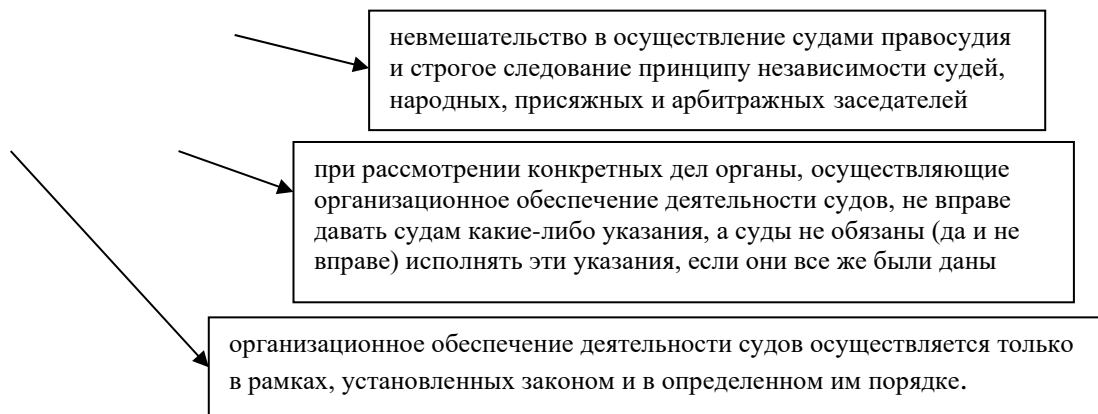 невмешательство в осуществление судами правосудия
и строгое следование принципу независимости судей,
народных, присяжных и арбитражных заседателей
при рассмотрении конкретных дел органы, осуществляющие
организационное обеспечение деятельности судов, не вправе
давать судам какие-либо указания, а суды не обязаны (да и не
вправе) исполнять эти указания, если они все же были даны
организационное обеспечение деятельности судов осуществляется только
в рамках, установленных законом и в определенном им порядке.